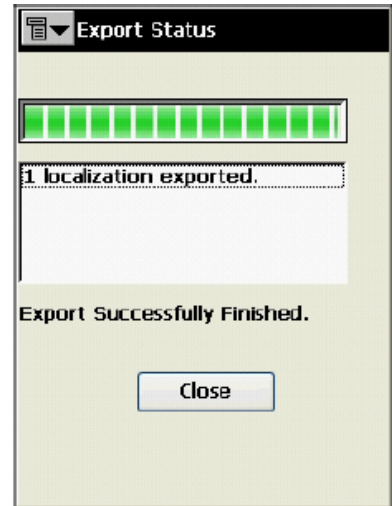 Export Status
1 localization exported.
Export Successfully Finished.
Close